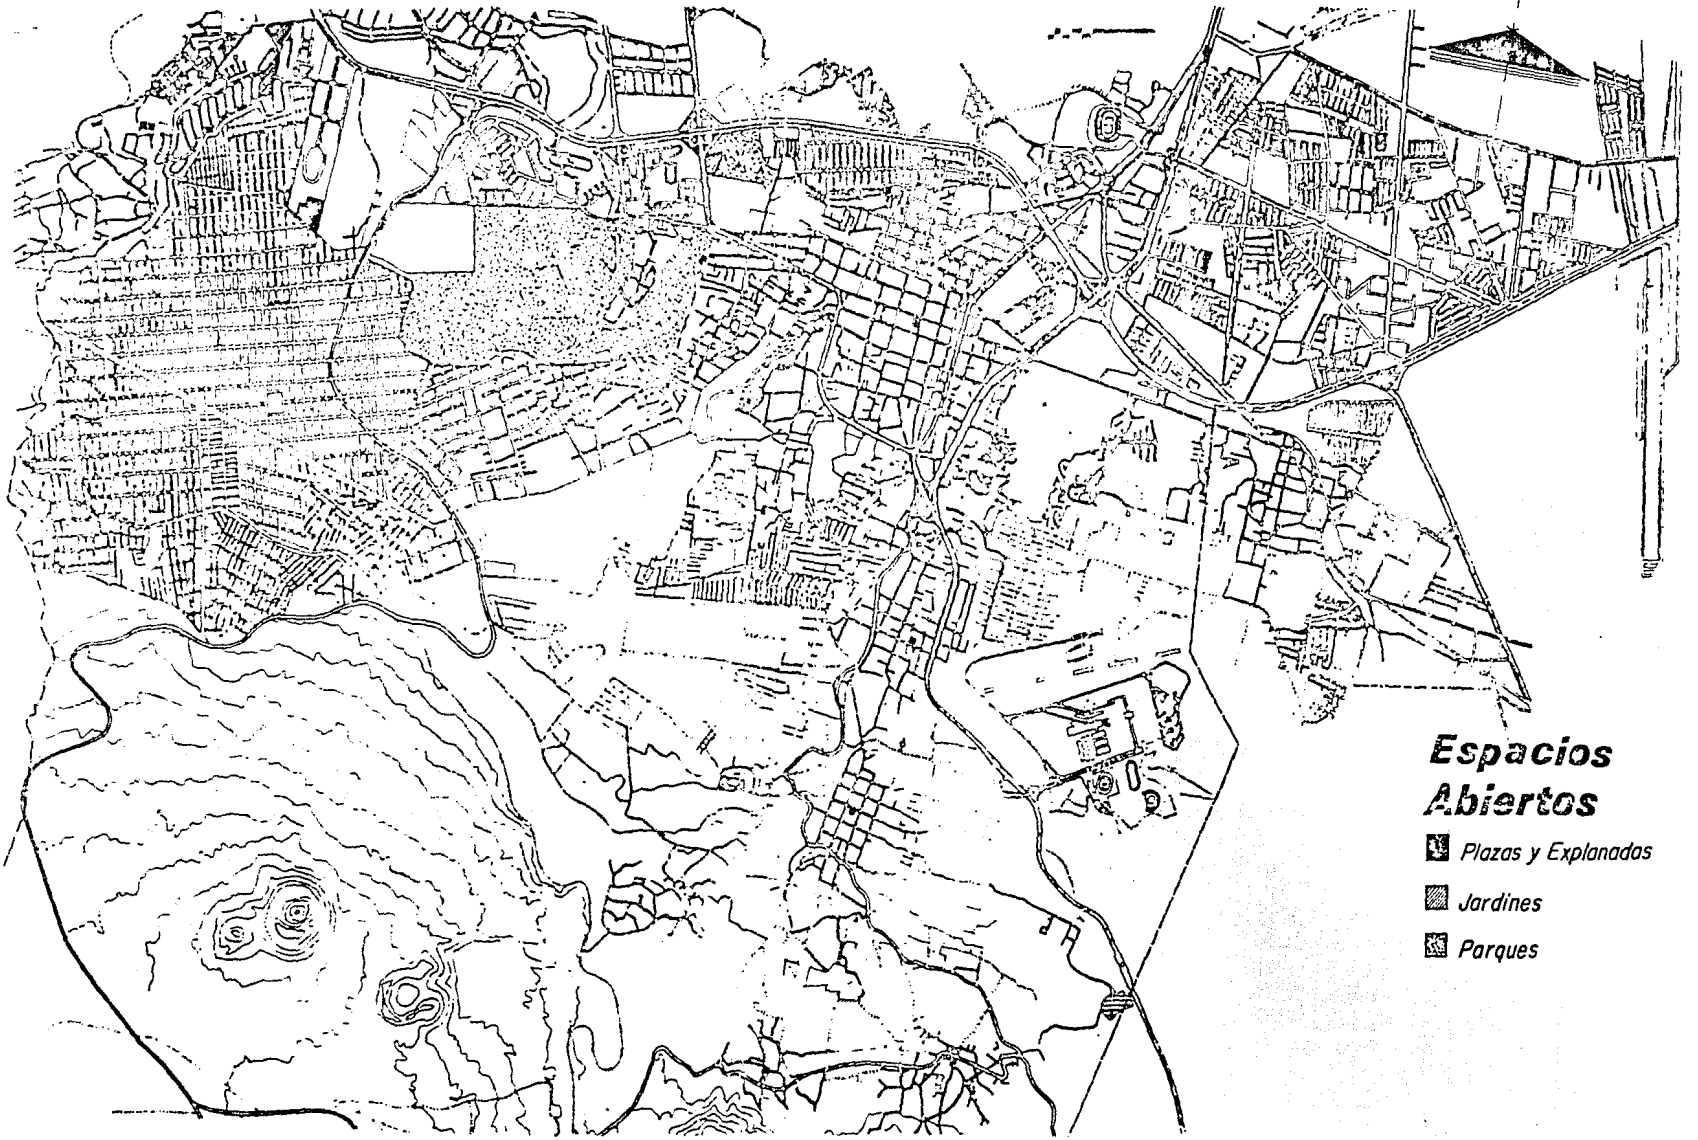 Espacios
Abiertos
Plazas y Explanadas
Jardines
Parques